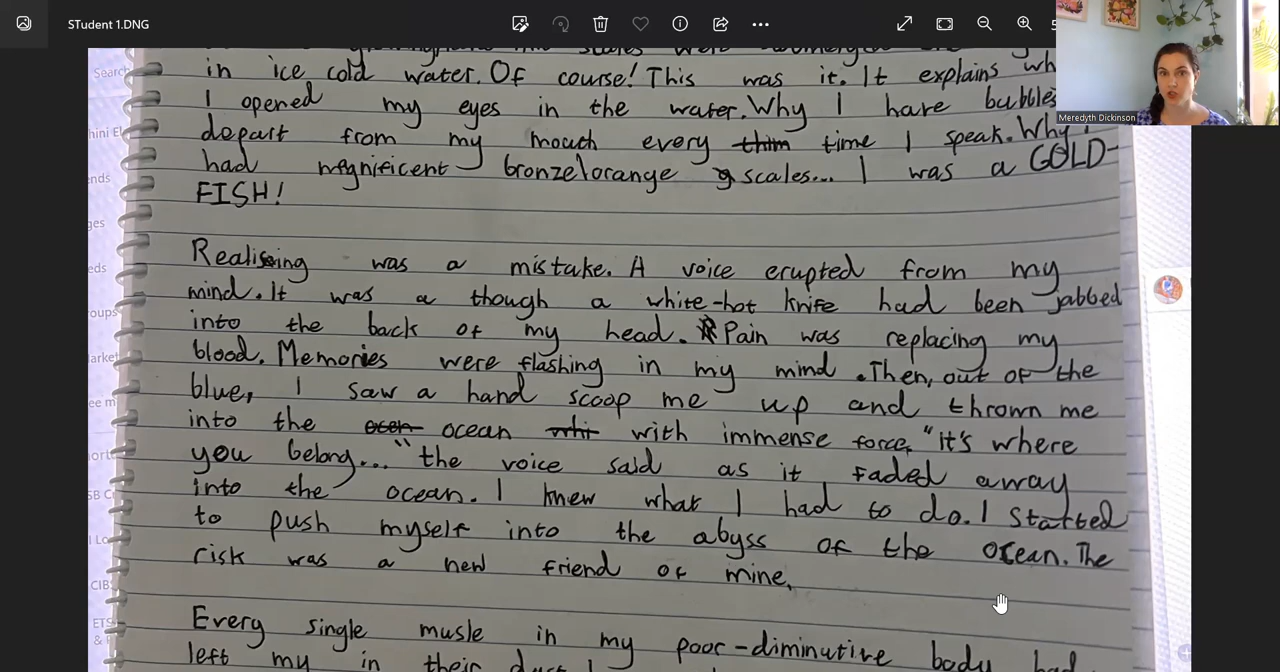 STudent 1.DNG
Meredyth Dickinson
scales were
in ice cold water. Of course! This was it. It explains
I opened my eyes in the water. Why I have bubbles
depart from my mouth every thim time I speak. Why I
had magnificent bronze/orange g scales... I was a GOLD-
FISH!
Realising was a mistake. A voice erupted from my
mind. It was a though a white-hot knife had been jabbed
into the back of my head. Pain was replacing my
blood. Memories were flashing in my mind. Then, out of the
blue, I saw a hand scoop me up and thrown me
into the ocen ocean whi with immense force, "it's where
you belong..." the voice said as it faded away
into the ocean. I knew what I had to do. I started
to push myself into the abyss of the ocean. The
risk was a new friend of mine,
Every single musle in my poor-diminutive body had
left my in their dust I